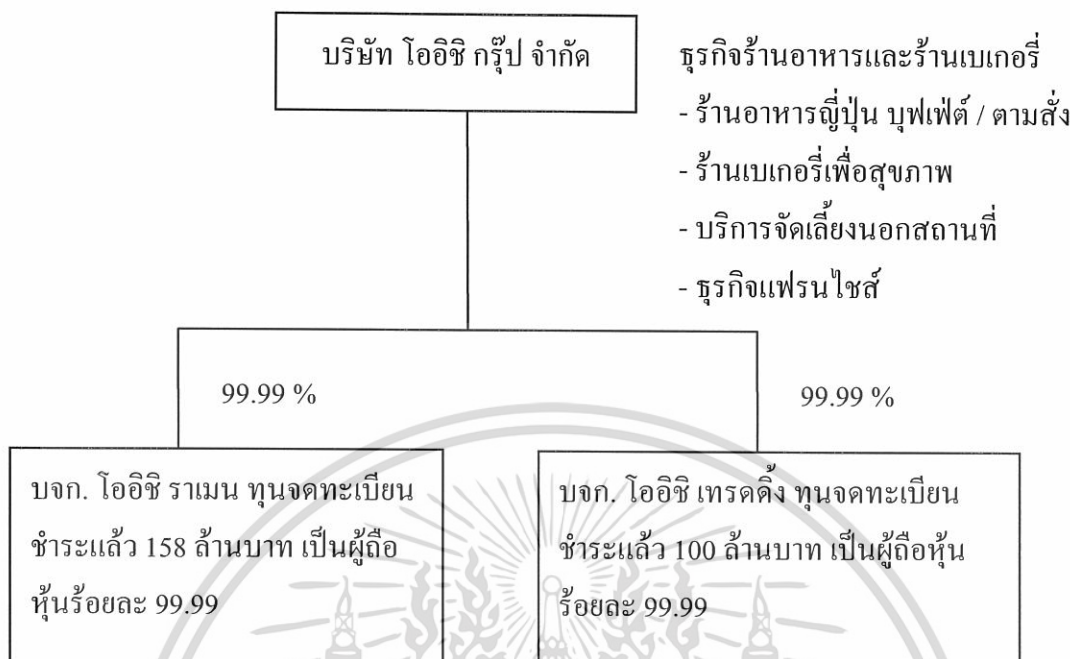 บริษัท โออิชิ กรุ๊ป จำกัด
ธุรกิจร้านอาหารและร้านเบเกอรี่
- ร้านอาหารญี่ปุ่น บุฟเฟ่ต์ / ตามสั่ง
- ร้านเบเกอรี่เพื่อสุขภาพ
- บริการจัดเลี้ยงนอกสถานที่
- ธุรกิจแฟรนไชส์
99.99 %
99.99 %
บจก. โออิชิ ราเมน ทุนจดทะเบียน
ชำระแล้ว 158 ล้านบาท เป็นผู้ถือ
หุ้นร้อยละ 99.99
บจก. โออิชิ เทรดดิ้ง ทุนจดทะเบียน
ชำระแล้ว 100 ล้านบาท เป็นผู้ถือหุ้น
ร้อยละ 99.99